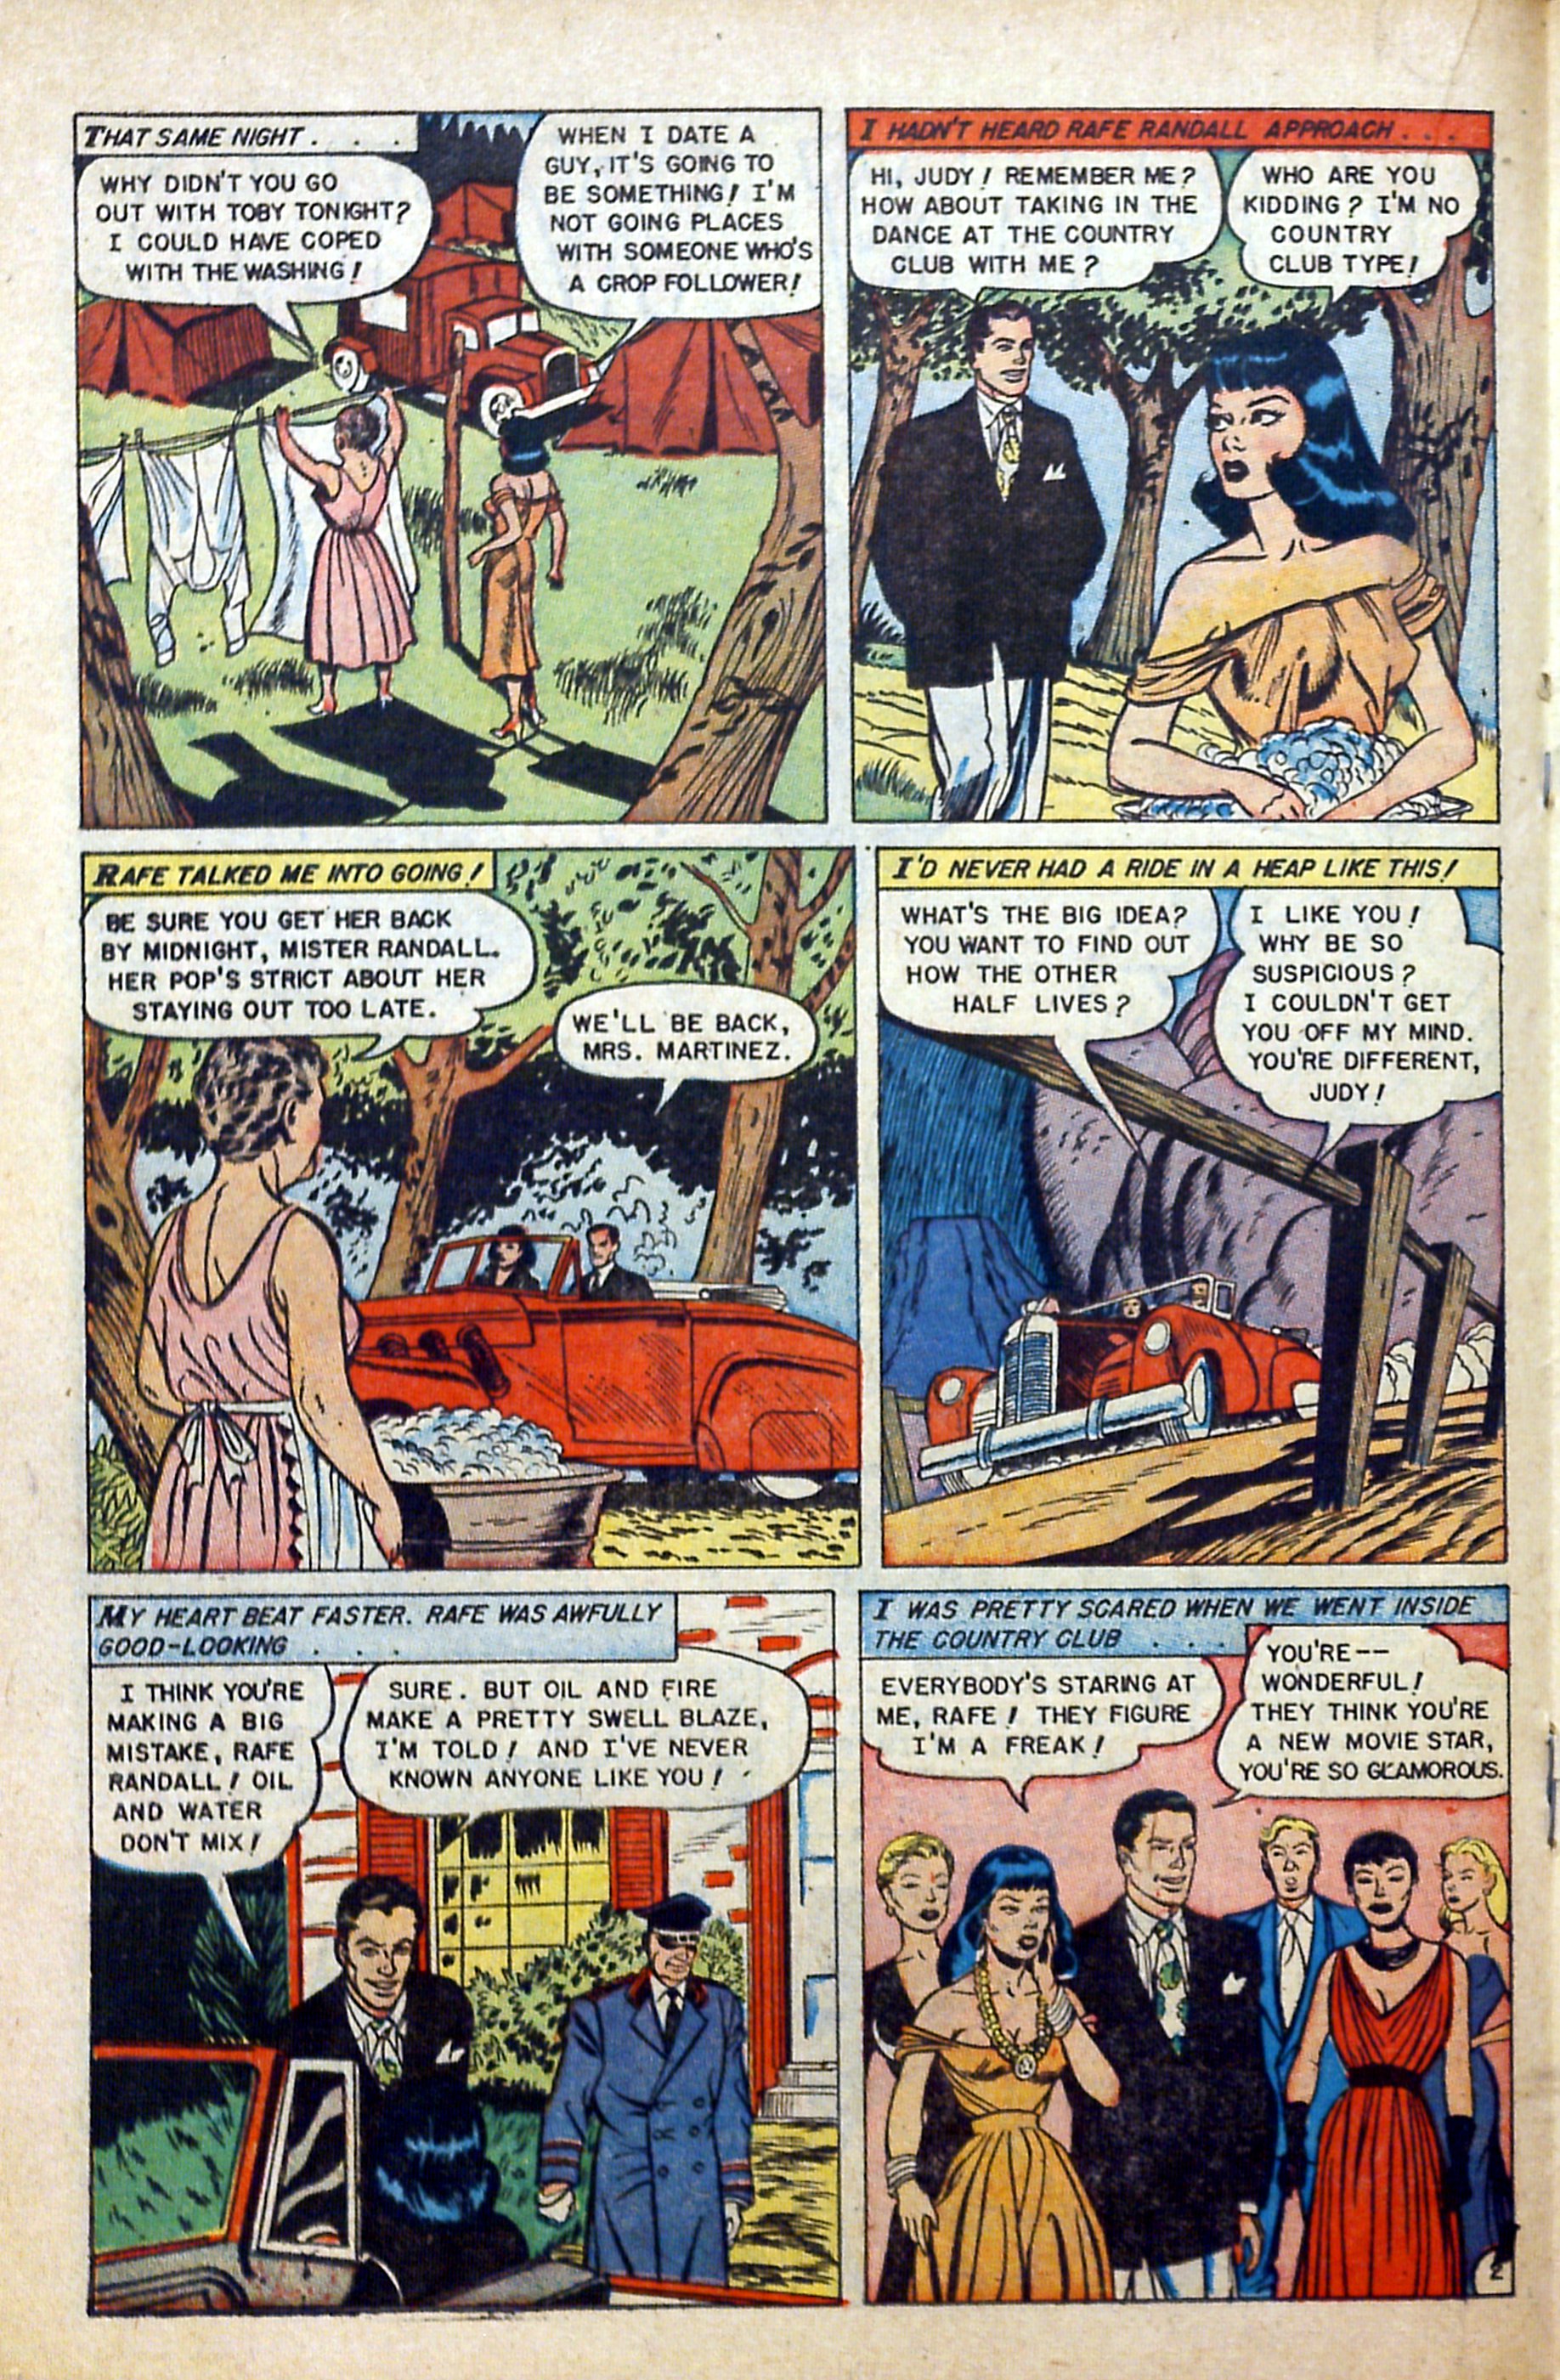 THAT SAME NIGHT . . . .
WHY DIDN'T YOU GO
OUT WITH TOBY TONIGHT?
I COULD HAVE COPED
WITH THE WASHING!
WHEN I DATE A
GUY, IT'S GOING TO
BE SOMETHING! I'M
NOT GOING PLACES
WITH SOMEONE WHO'S
A CROP FOLLOWER!
I HADN'T HEARD RAFE RANDALL APPROACH . . .
HI, JUDY! REMEMBER ME?
HOW ABOUT TAKING IN THE
DANCE AT THE COUNTRY
CLUB WITH ME?
WHO ARE YOU
KIDDING? I'M NO
COUNTRY
CLUB TYPE!
RAFE TALKED ME INTO GOING!
BE SURE YOU GET HER BACK
BY MIDNIGHT, MISTER RANDALL.
HER POP'S STRICT ABOUT HER
STAYING OUT TOO LATE.
WE'LL BE BACK,
MRS. MARTINEZ.
I'D NEVER HAD A RIDE IN A HEAP LIKE THIS!
WHAT'S THE BIG IDEA?
YOU WANT TO FIND OUT
HOW THE OTHER
HALF LIVES?
I LIKE YOU!
WHY BE SO
SUSPICIOUS?
I COULDN'T GET
YOU OFF MY MIND.
YOU'RE DIFFERENT,
JUDY!
MY HEART BEAT FASTER. RAFE WAS AWFULLY
GOOD-LOOKING . . . .
I THINK YOU'RE
MAKING A BIG
MISTAKE, RAFE
RANDALL! OIL
AND WATER
DON'T MIX!
SURE. BUT OIL AND FIRE
MAKE A PRETTY SWELL BLAZE,
I'M TOLD! AND I'VE NEVER
KNOWN ANYONE LIKE YOU!
I WAS PRETTY SCARED WHEN WE WENT INSIDE
THE COUNTRY CLUB . . .
EVERYBODY'S STARING AT
ME, RAFE! THEY FIGURE
I'M A FREAK!
YOU'RE--
WONDERFUL!
THEY THINK YOU'RE
A NEW MOVIE STAR,
YOU'RE SO GLAMOROUS.
2